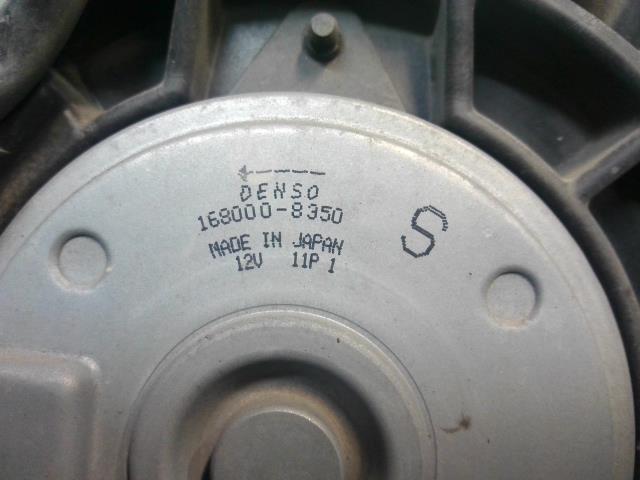 DENSO
168000-8350
MADE IN JAPAN
12V 11P 1
S